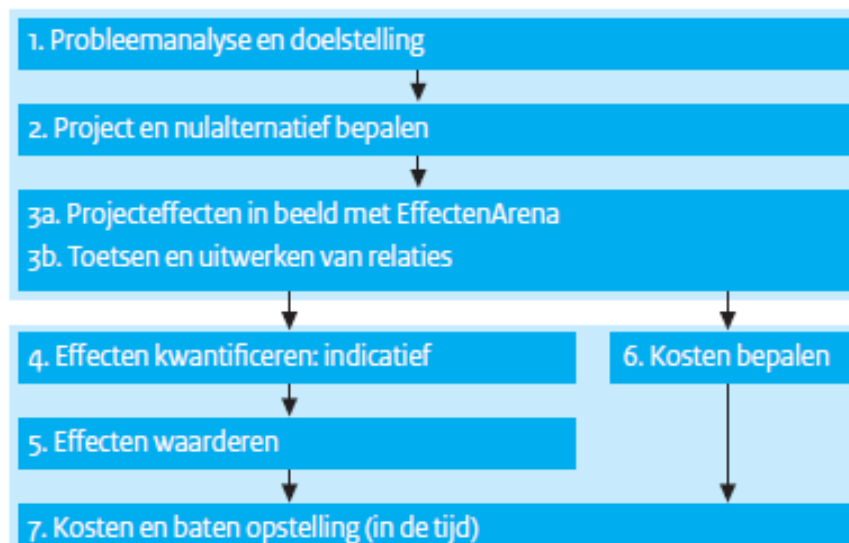 1. Probleemanalyse en doelstelling
2. Project en nulalternatief bepalen
3a. Projecteffecten in beeld met EffectenArena
3b. Toetsen en uitwerken van relaties
4. Effecten kwantificeren: indicatief
6. Kosten bepalen
5. Effecten waarderen
7. Kosten en baten opstelling (in de tijd)